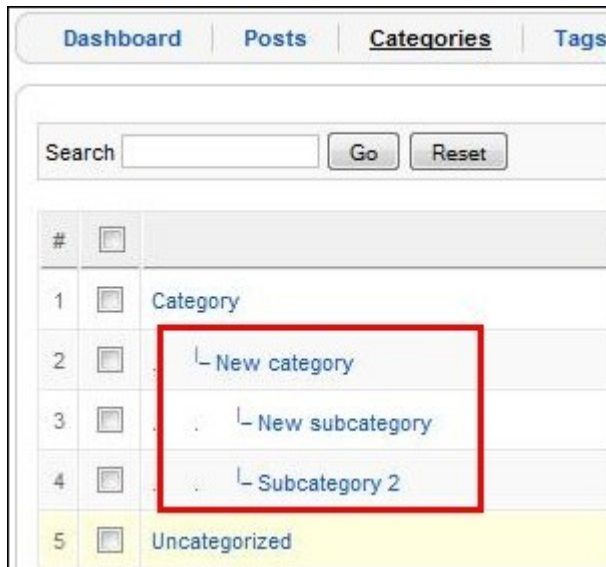 Dashboard Posts Categories Tags
Search Go Reset
#
1 Category
2 . |_ New category
3 . . |_ New subcategory
4 . . |_ Subcategory 2
5 Uncategorized